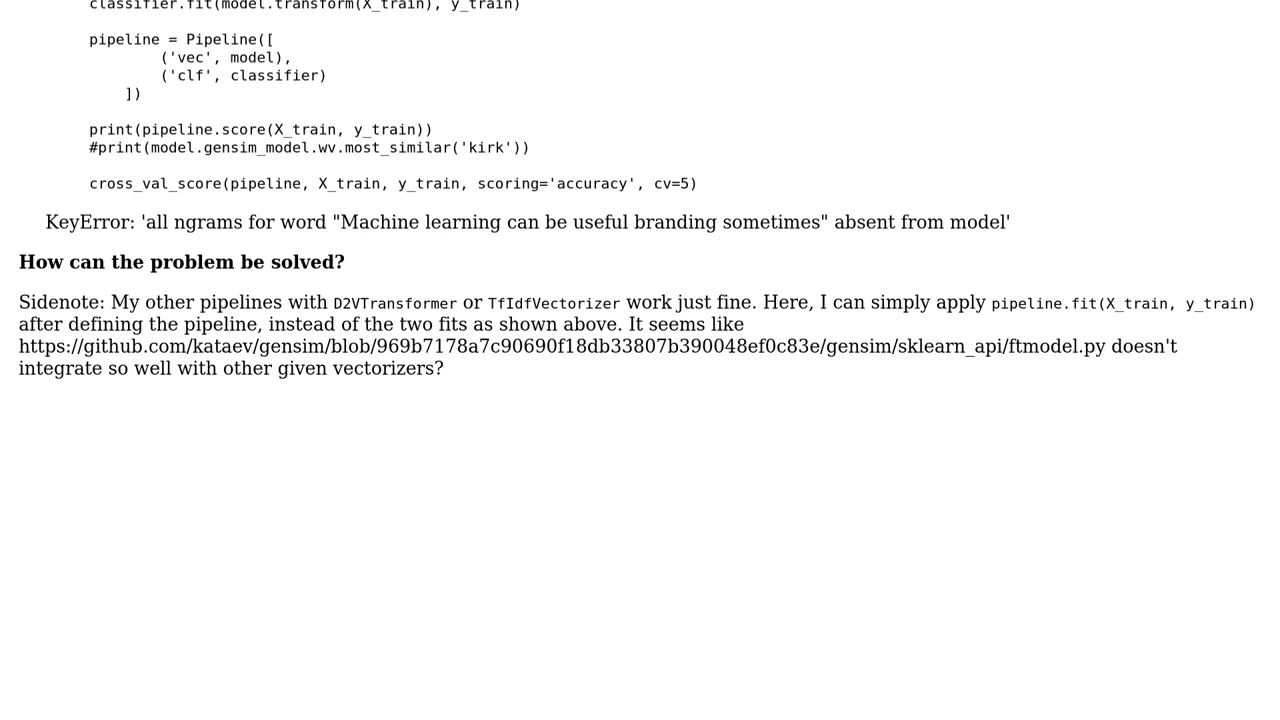 classifier.fit(model.transform(X_train), y_train)
pipeline = Pipeline([
('vec', model),
('clf', classifier)
])
print(pipeline.score(X_train, y_train))
#print(model.gensim_model.wv.most_similar('kirk'))
cross_val_score(pipeline, X_train, y_train, scoring='accuracy', cv=5)
KeyError: 'all ngrams for word "Machine learning can be useful branding sometimes" absent from model'
How can the problem be solved?
Sidenote: My other pipelines with D2VTransformer or TfIdfVectorizer work just fine. Here, I can simply apply pipeline.fit(X_train, y_train)
after defining the pipeline, instead of the two fits as shown above. It seems like
https://github.com/kataev/gensim/blob/969b7178a7c90690f18db33807b390048ef0c83e/gensim/sklearn_api/ftmodel.py doesn't
integrate so well with other given vectorizers?